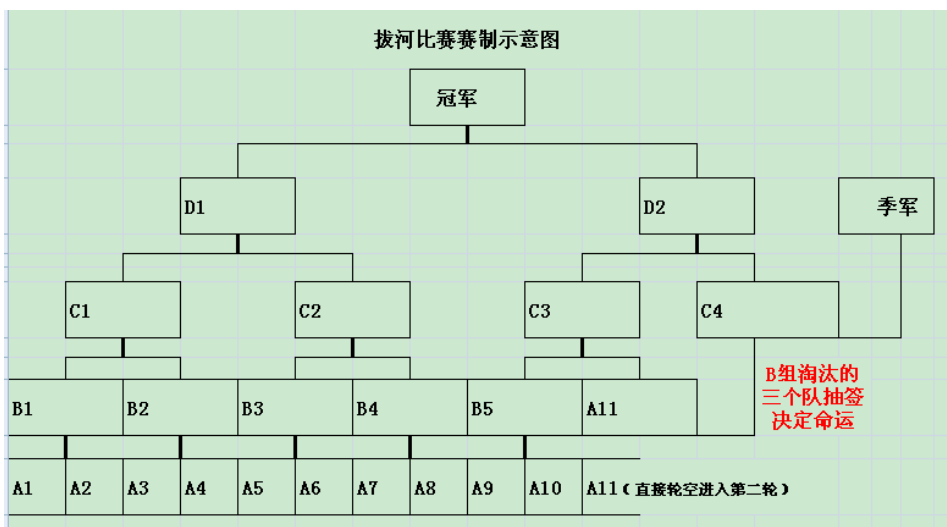 拔河比赛赛制示意图
冠军
D1
D2
季军
C1
C2
C3
C4
B组淘汰的
三个队抽签
决定命运
B1
B2
B3
B4
B5
A11
A1
A2
A3
A4
A5
A6
A7
A8
A9
A10
A11(直接轮空进入第二轮)